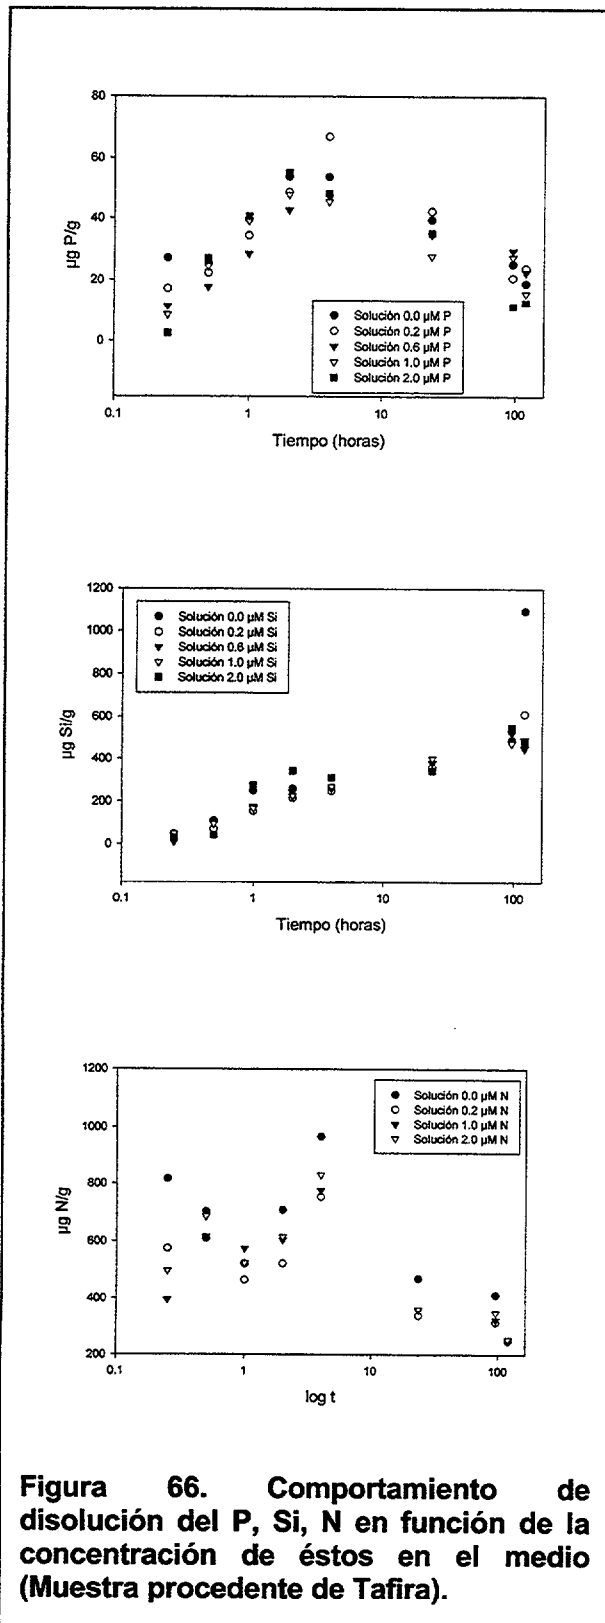 80
60
40
20
0
µg P/g
Solución 0.0 µM P
Solución 0.2 µM P
Solución 0.6 µM P
Solución 1.0 µM P
Solución 2.0 µM P
0.1 1 10 100
Tiempo (horas)
1200
1000
800
600
400
200
0
µg Si/g
Solución 0.0 µM Si
Solución 0.2 µM Si
Solución 0.6 µM Si
Solución 1.0 µM Si
Solución 2.0 µM Si
0.1 1 10 100
Tiempo (horas)
1200
1000
800
600
400
200
µg N/g
Solución 0.0 µM N
Solución 0.2 µM N
Solución 1.0 µM N
Solución 2.0 µM N
0.1 1 10 100
log t
Figura 66. Comportamiento de
disolución del P, Si, N en función de la
concentración de éstos en el medio
(Muestra procedente de Tafira).